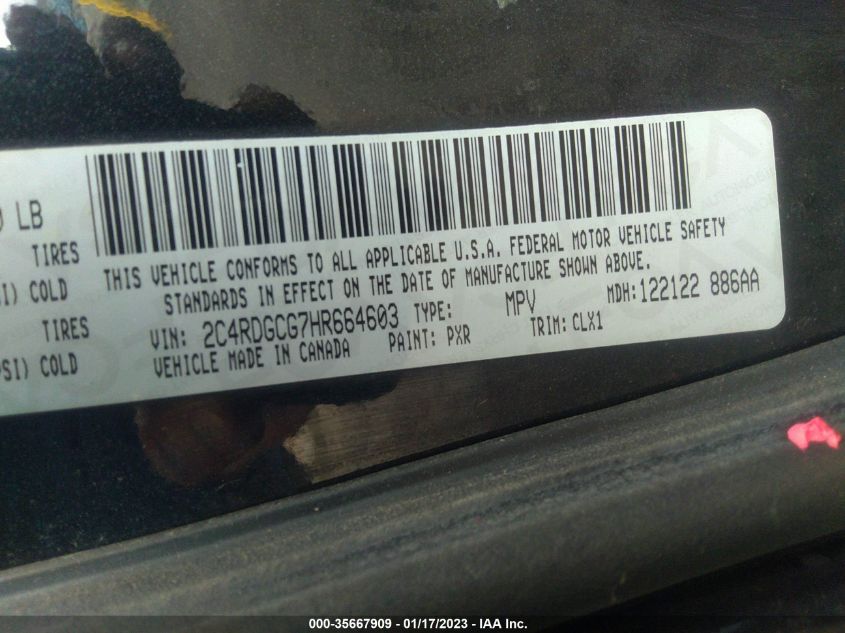 LB
TIRES
THIS VEHICLE CONFORMS TO ALL APPLICABLE U.S.A. FEDERAL MOTOR VEHICLE SAFETY
COLD
STANDARDS IN EFFECT ON THE DATE OF MANUFACTURE SHOWN ABOVE.
TIRES
VIN: 2C4RDGCG7HR664603 TYPE: MPV MDH:122122 886AA
COLD
VEHICLE MADE IN CANADA PAINT: PXR TRIM: CLX1
000-35667909 — 01/17/2023 — IAA Inc.